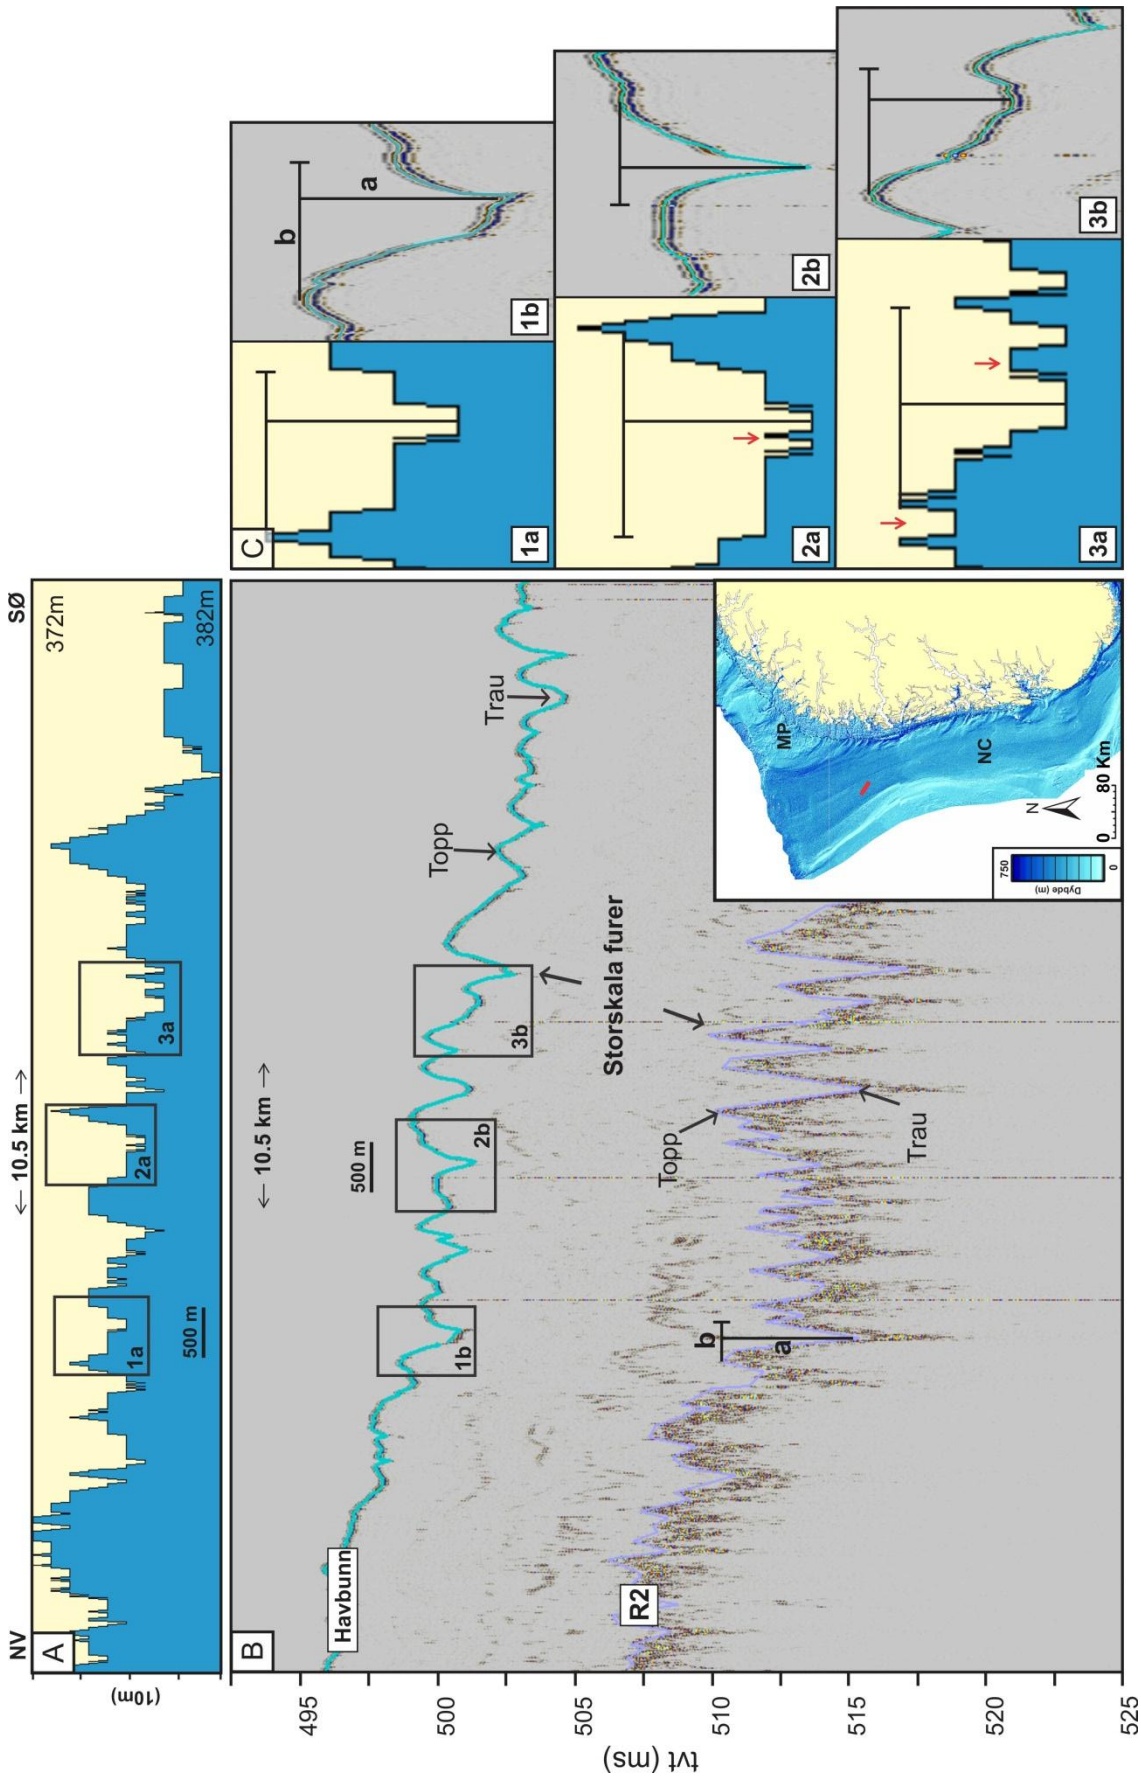 NV
SØ
A
372m
382m
(10m)
← 10.5 km →
500 m
1a
2a
3a
B
← 10.5 km →
500 m
Havbunn
1b
2b
3b
Topp
Trau
Storskala furer
R2
b
a
Topp
Trau
tvt (ms)
495
500
505
510
515
520
525
MP
NC
N
0 80 Km
750
0
Dybde (m)
C
1a
b
a
1b
2a
2b
3a
3b